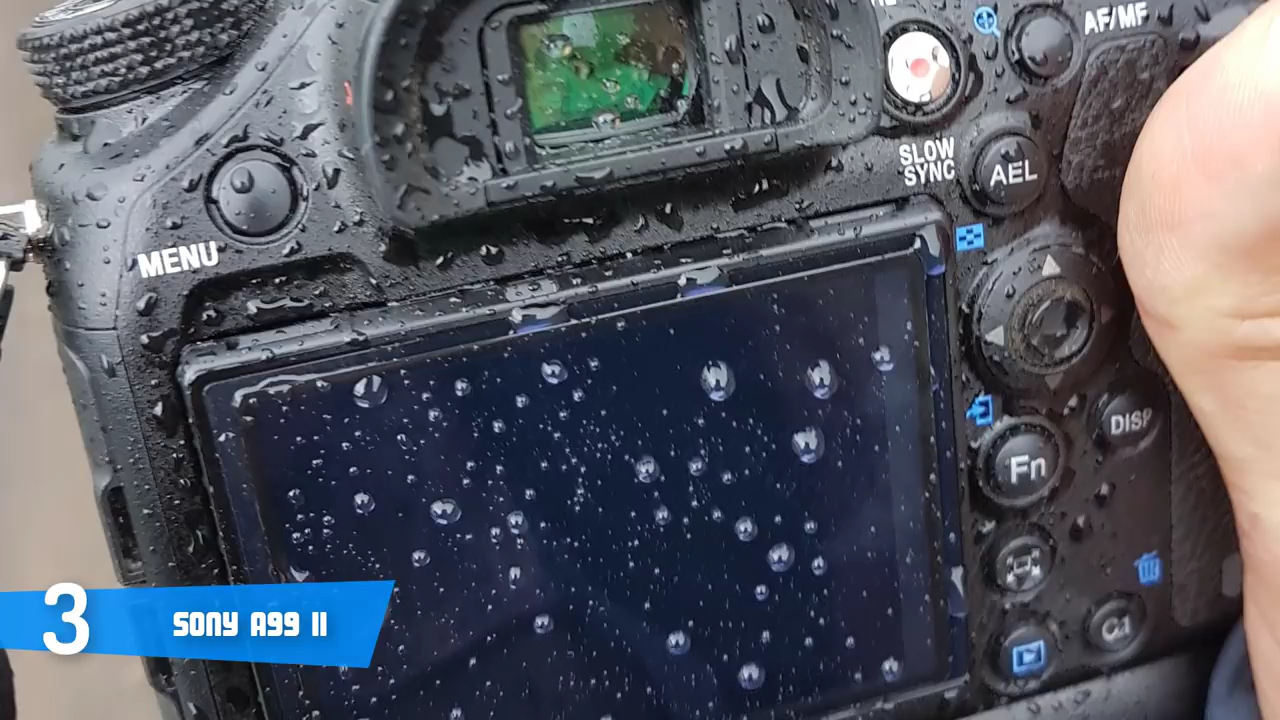 AF/MF
SLOW
SYNC
AEL
MENU
DISP
Fn
C1
3
SONY A99 II